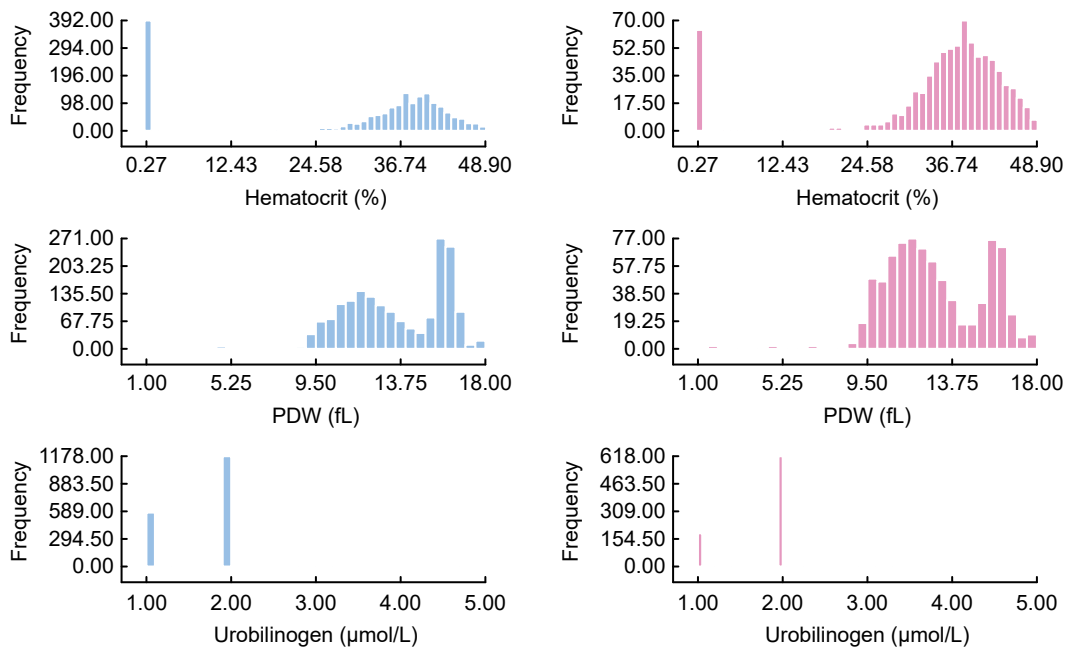 392.00
294.00
196.00
98.00
0.00
Frequency
0.27 12.43 24.58 36.74 48.90
Hematocrit (%)
70.00
52.50
35.00
17.50
0.00
Frequency
0.27 12.43 24.58 36.74 48.90
Hematocrit (%)
271.00
203.25
135.50
67.75
0.00
Frequency
1.00 5.25 9.50 13.75 18.00
PDW (fL)
77.00
57.75
38.50
19.25
0.00
Frequency
1.00 5.25 9.50 13.75 18.00
PDW (fL)
1178.00
883.50
589.00
294.50
0.00
Frequency
1.00 2.00 3.00 4.00 5.00
Urobilinogen (µmol/L)
618.00
463.50
309.00
154.50
0.00
Frequency
1.00 2.00 3.00 4.00 5.00
Urobilinogen (µmol/L)